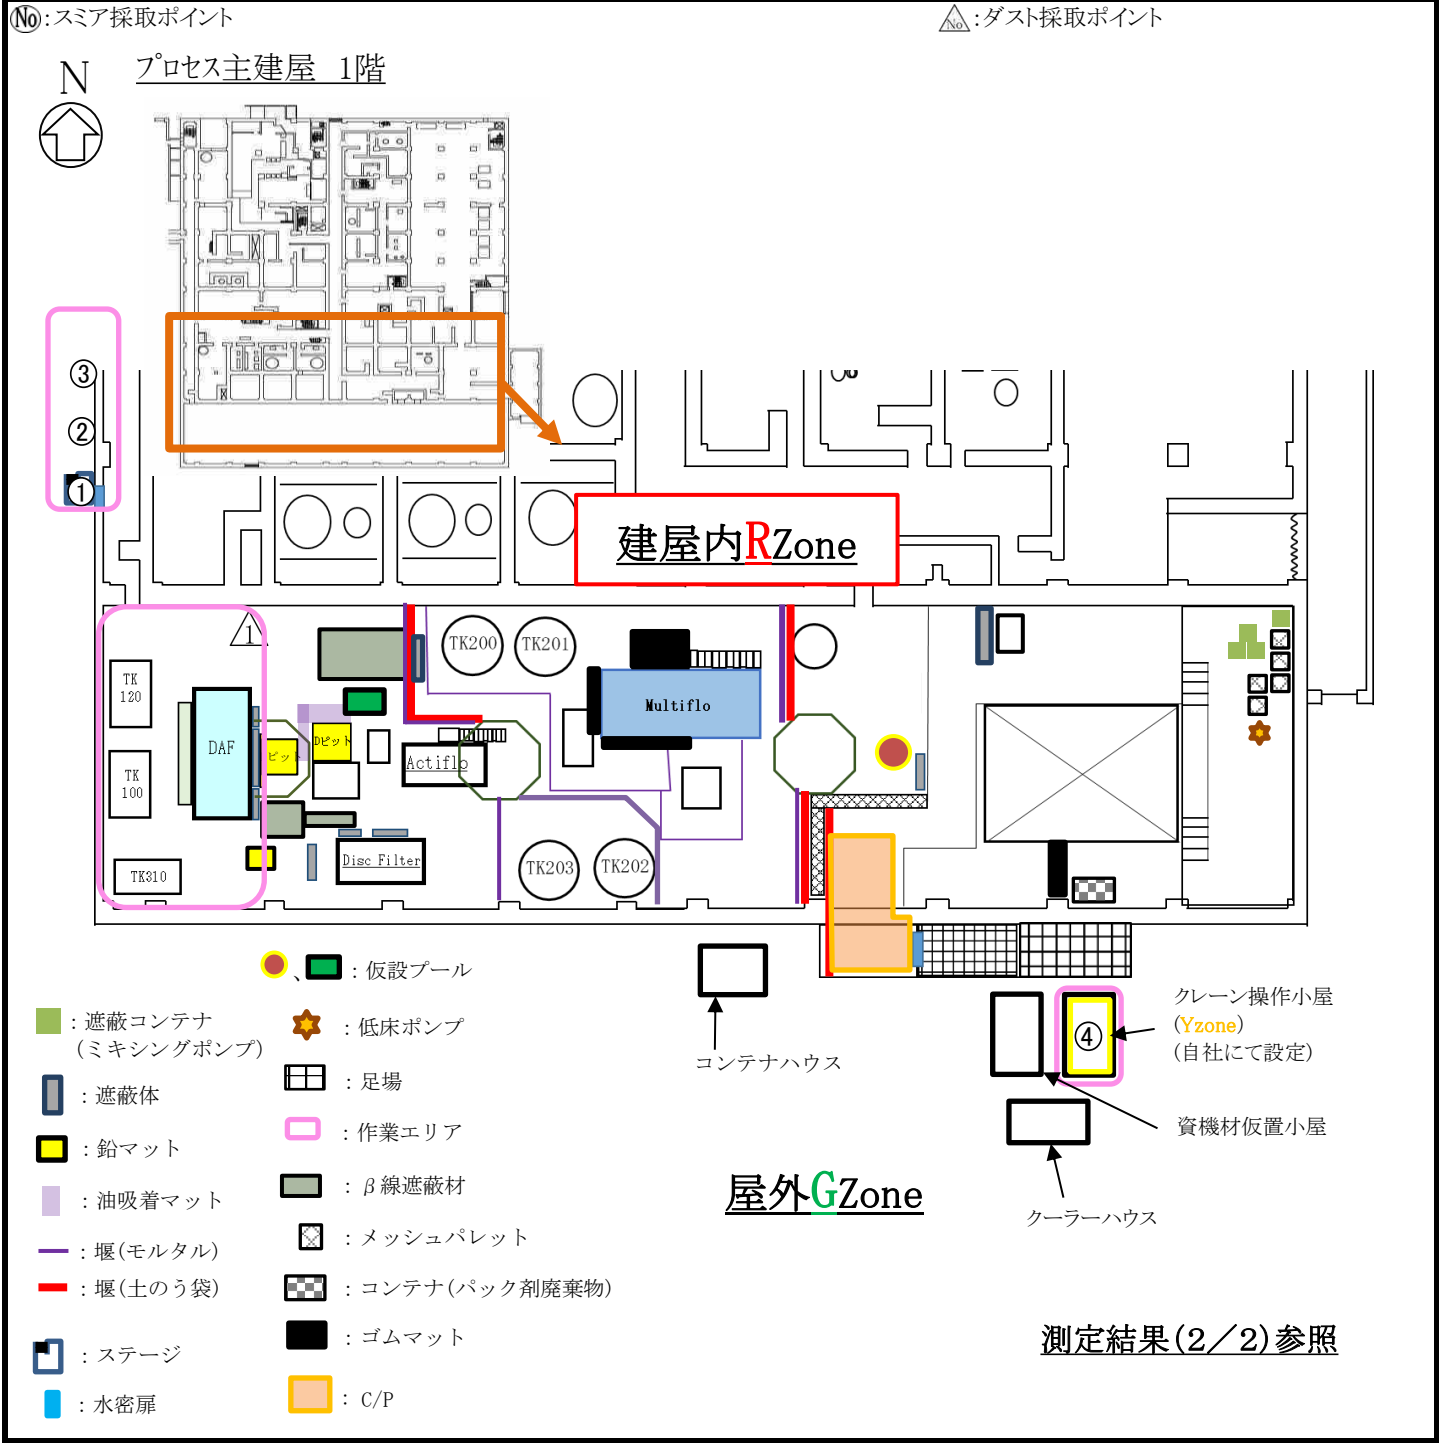 No:スミア採取ポイント
No:ダスト採取ポイント
プロセス主建屋 1階
N
③
②
①
建屋内RZone
1
TK200
TK201
TK
120
DAF
Dピット
ピット
Multiflo
Actiflo
TK
100
Disc Filter
TK203
TK202
TK310
、 :仮設プール
:遮蔽コンテナ
(ミキシングポンプ)
:低床ポンプ
:遮蔽体
:足場
:鉛マット
:作業エリア
:油吸着マット
:β線遮蔽材
:堰(モルタル)
:メッシュパレット
:堰(土のう袋)
:コンテナ(パック剤廃棄物)
:ステージ
:ゴムマット
:水密扉
:C/P
コンテナハウス
④
クレーン操作小屋
(Yzone)
(自社にて設定)
資機材仮置小屋
クーラーハウス
屋外GZone
測定結果(2/2)参照